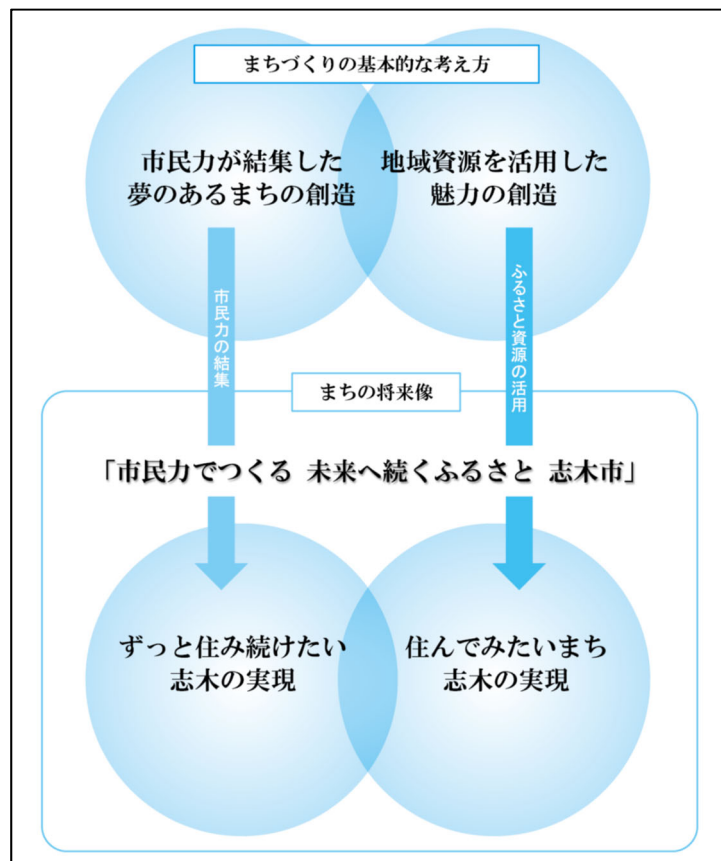 まちづくりの基本的な考え方
市民力が結集した
夢のあるまちの創造
地域資源を活用した
魅力の創造
市民力の結集
ふるさと資源の活用
まちの将来像
「市民力でつくる 未来へ続くふるさと 志木市」
ずっと住み続けたい
志木の実現
住んでみたいまち
志木の実現